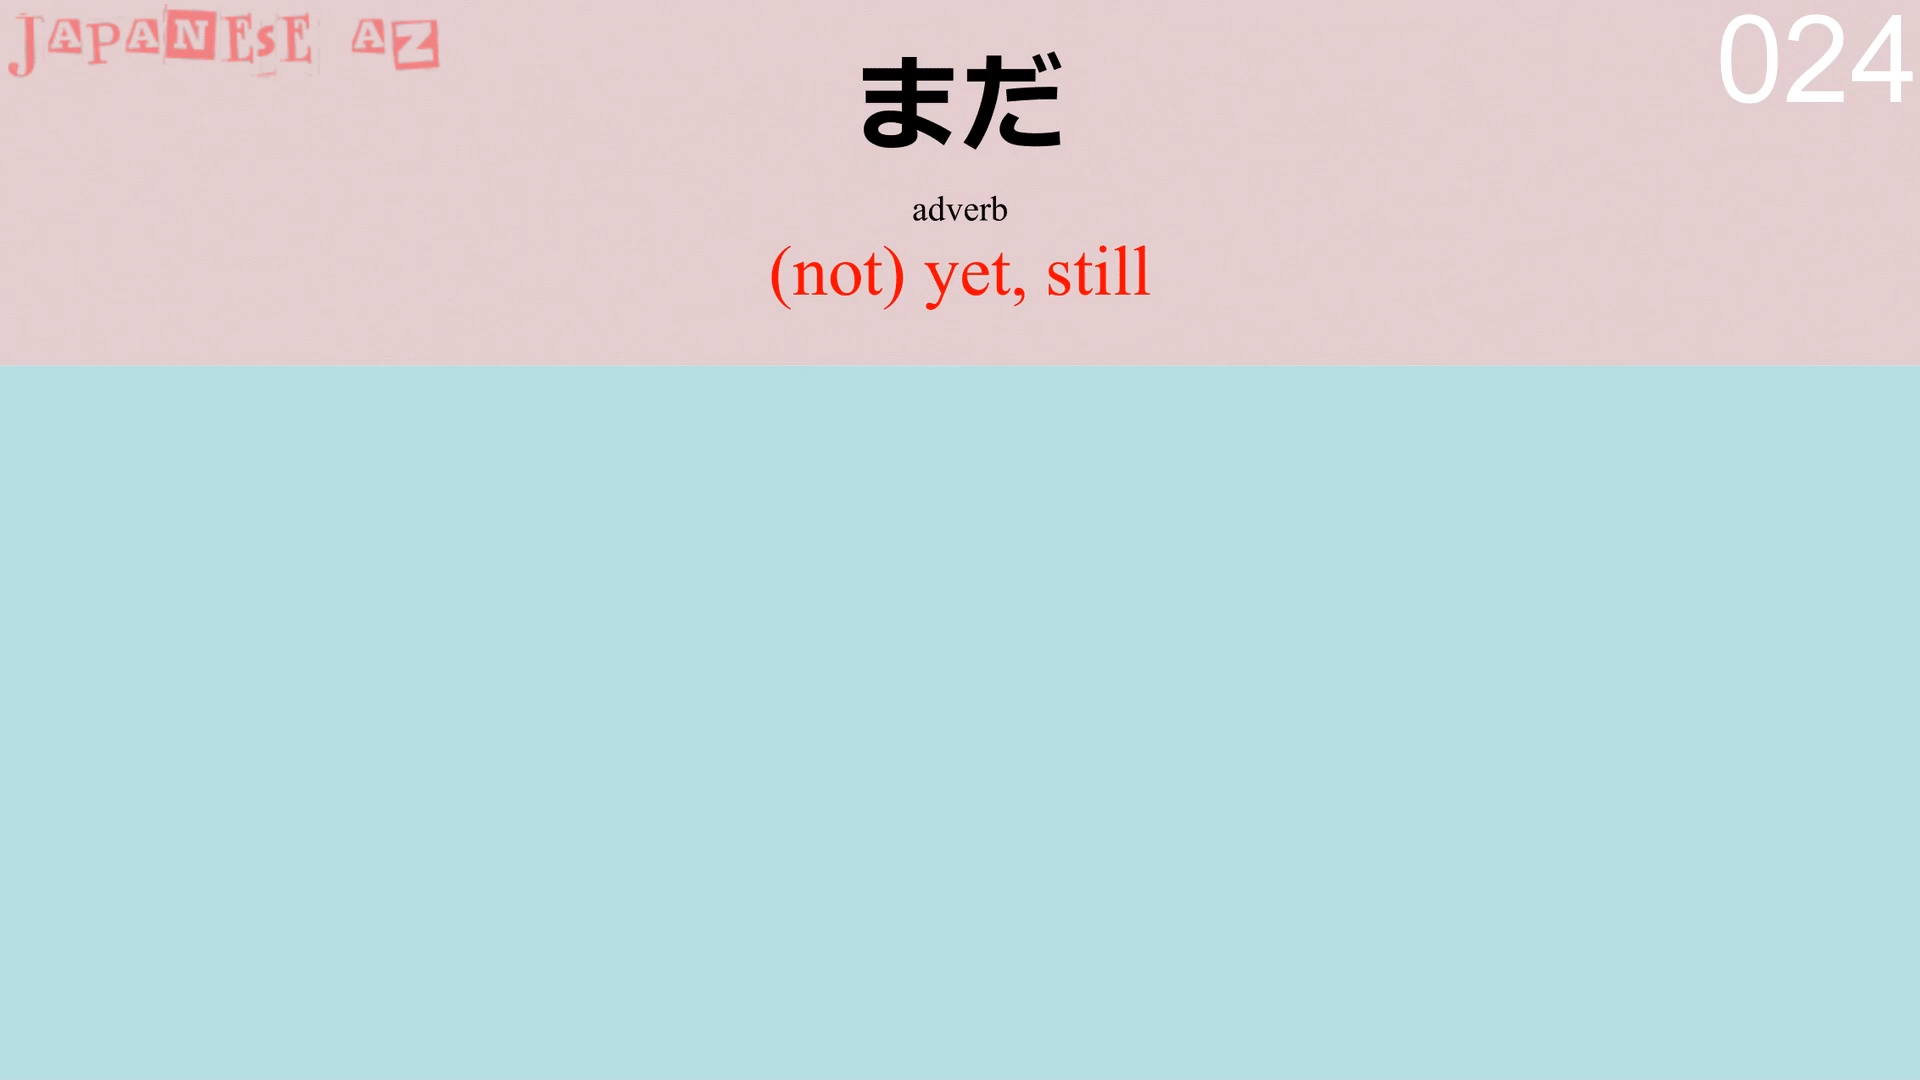 JAPANESE AZ
024
まだ
adverb
(not) yet, still